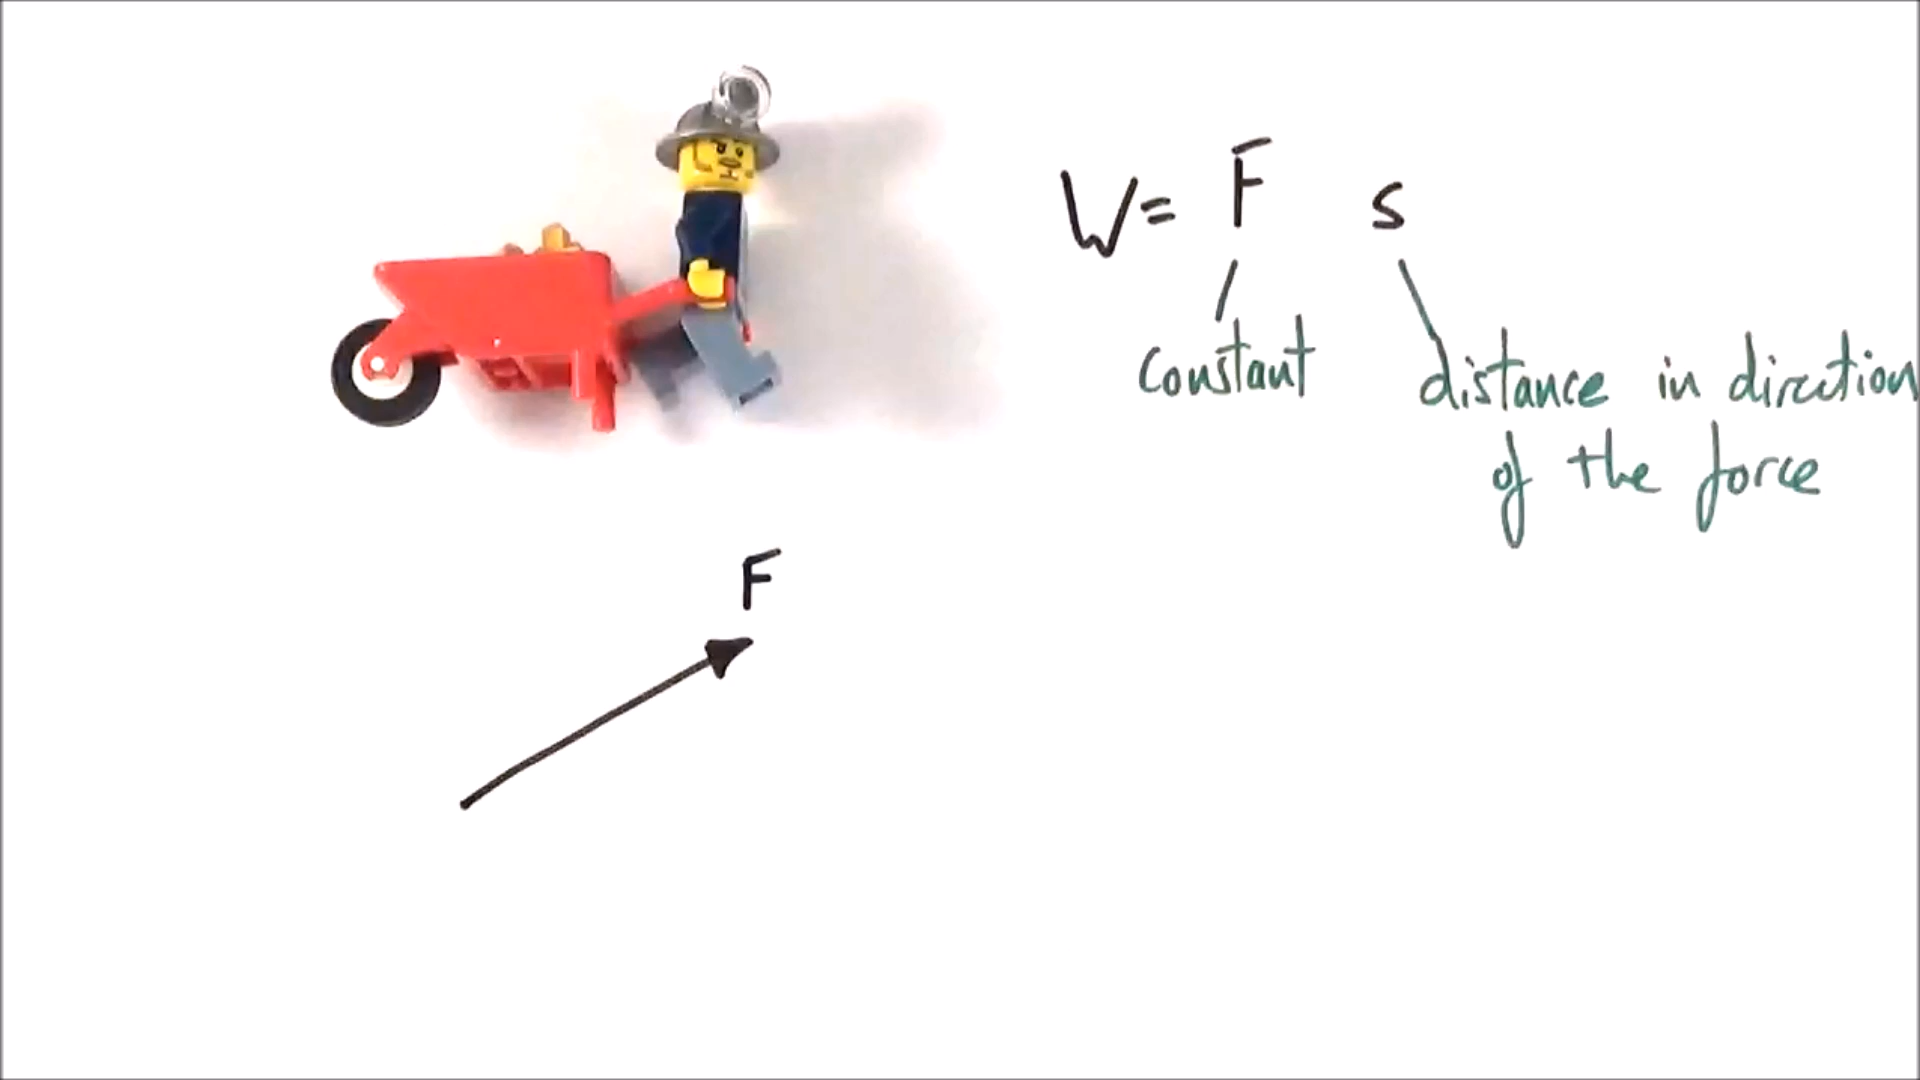 W = F s
constant
distance in direction
of the force
F